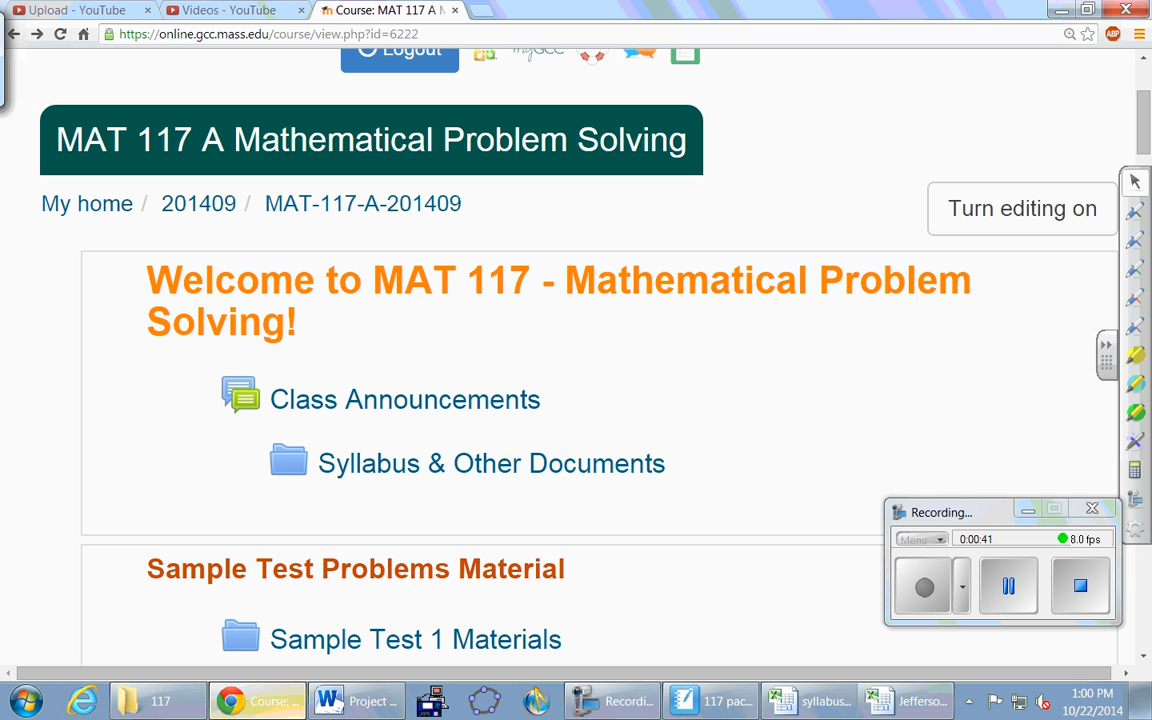 Upload - YouTube
Videos - YouTube
Course: MAT 117 A M
https://online.gcc.mass.edu/course/view.php?id=6222
ABP
Logout
myGCC
MAT 117 A Mathematical Problem Solving
My home / 201409 / MAT-117-A-201409
Turn editing on
Welcome to MAT 117 - Mathematical Problem
Solving!
Class Announcements
Syllabus & Other Documents
Recording...
Menu
0:00:41
8.0 fps
Sample Test Problems Material
Sample Test 1 Materials
117
Course: ...
Project ...
Recordi...
117 pac...
syllabus...
Jefferso...
1:00 PM
10/22/2014